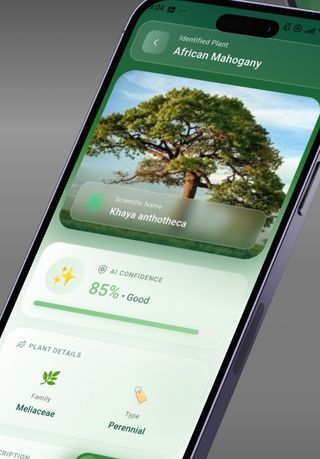 Identified Plant
African Mahogany
Scientific Name
Khaya anthotheca
AI CONFIDENCE
85% • Good
PLANT DETAILS
Family
Meliaceae
Type
Perennial